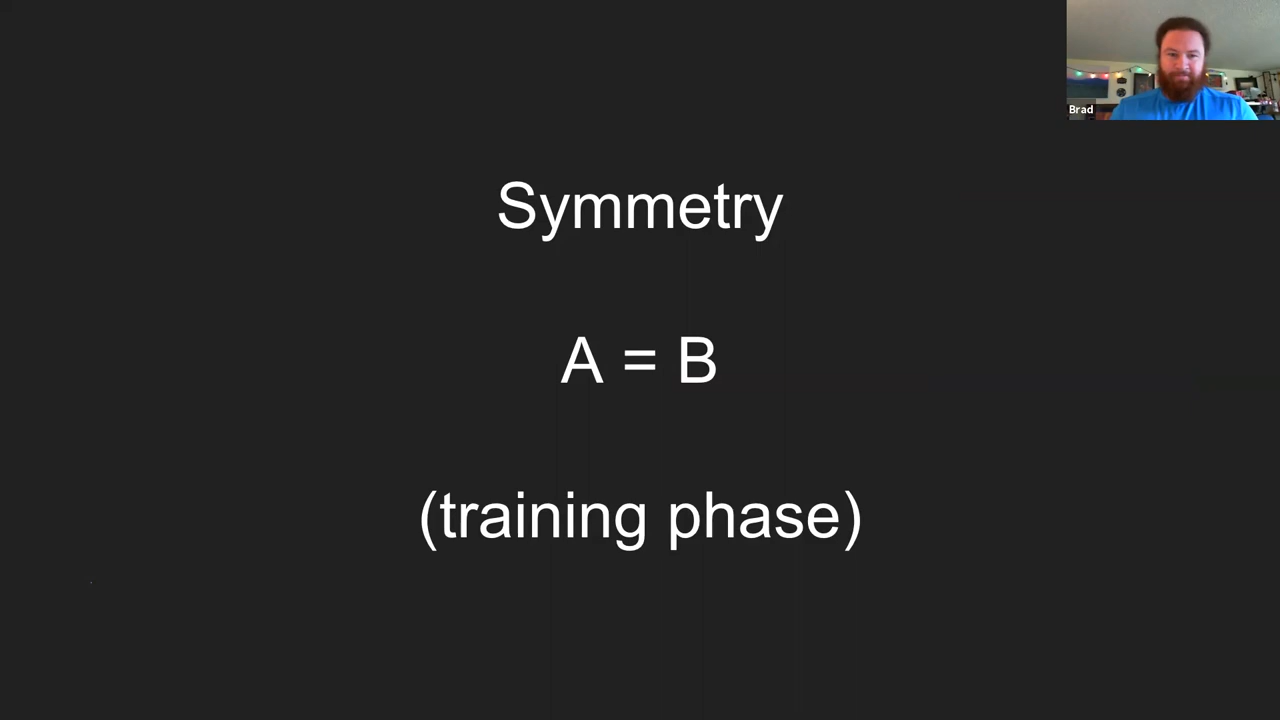 Brad
Symmetry
A = B
(training phase)